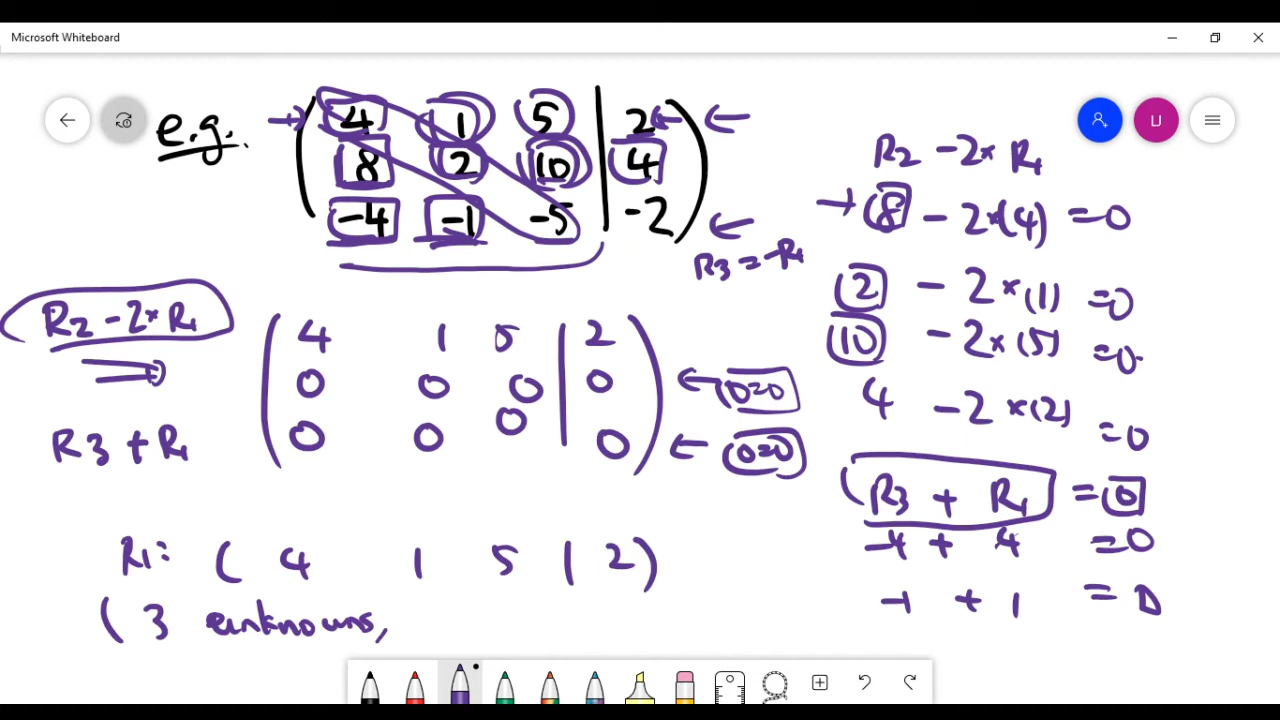 Microsoft Whiteboard
e.g.
4 1 5 | 2
8 2 10 | 4
-4 -1 -5 | -2
R3 = -R1
R2 - 2× R1
R3 + R1
4 1 5 | 2
0 0 0 | 0
0 0 0 | 0
0=0
0=0
R1: ( 4 1 5 | 2 )
( 3 unknowns,
R2 - 2× R1
8 - 2×(4) = 0
2 - 2×(1) = 0
10 - 2×(5) = 0
4 - 2×(2) = 0
R3 + R1 = 0
-4 + 4 = 0
-1 + 1 = 0